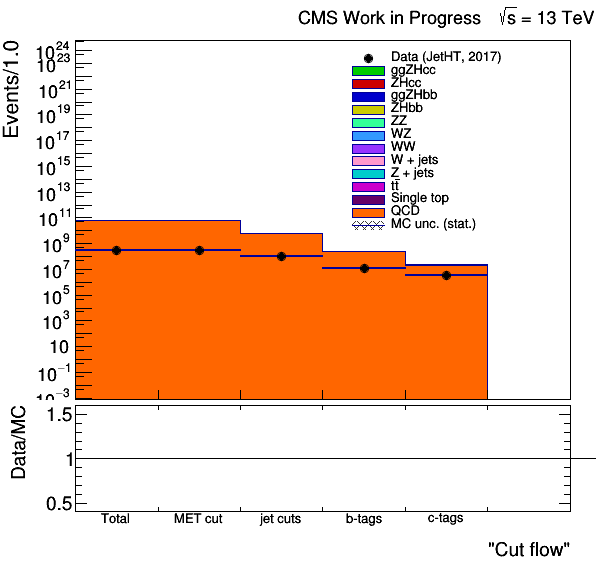 CMS Work in Progress √s = 13 TeV
Events/1.0
10^24
10^23
10^21
10^19
10^17
10^15
10^13
10^11
10^9
10^7
10^5
10^3
10
10^−1
10^−3
Data (JetHT, 2017)
ggZHcc
ZHcc
ggZHbb
ZHbb
ZZ
WZ
WW
W + jets
Z + jets
tt̄
Single top
QCD
MC unc. (stat.)
Data/MC
1.5
1
0.5
Total MET cut jet cuts b-tags c-tags
"Cut flow"